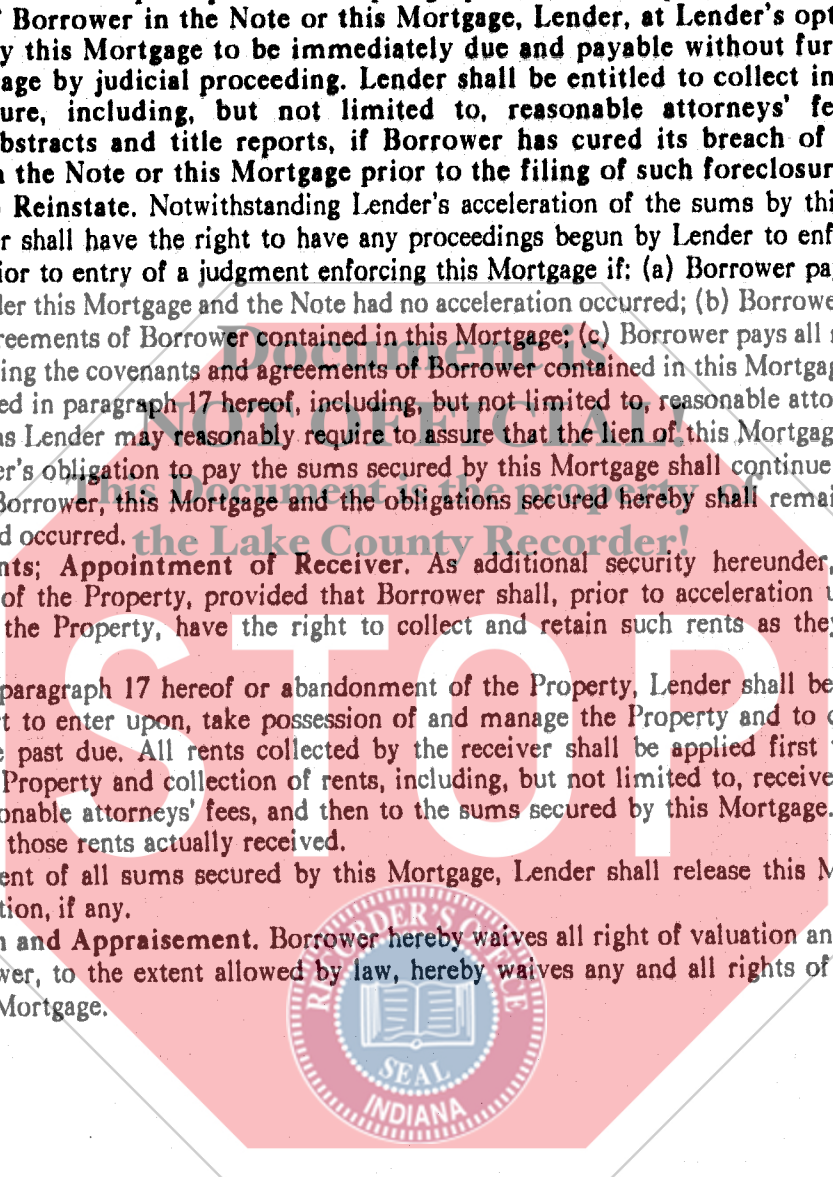 Borrower in the Note or this Mortgage, Lender, at Lender's opt
y this Mortgage to be immediately due and payable without fur
age by judicial proceeding. Lender shall be entitled to collect in
ure, including, but not limited to, reasonable attorneys' fe
bstracts and title reports, if Borrower has cured its breach of
n the Note or this Mortgage prior to the filing of such foreclosur
Reinstate. Notwithstanding Lender's acceleration of the sums by thi
r shall have the right to have any proceedings begun by Lender to enf
ior to entry of a judgment enforcing this Mortgage if: (a) Borrower pa
ler this Mortgage and the Note had no acceleration occurred; (b) Borrowe
reements of Borrower contained in this Mortgage; (c) Borrower pays all
ing the covenants and agreements of Borrower contained in this Mortgag
ed in paragraph 17 hereof, including, but not limited to, reasonable atto
as Lender may reasonably require to assure that the lien of this Mortgag
er's obligation to pay the sums secured by this Mortgage shall continue
Borrower, this Mortgage and the obligations secured hereby shall remai
d occurred.
nts; Appointment of Receiver. As additional security hereunder,
of the Property, provided that Borrower shall, prior to acceleration u
the Property, have the right to collect and retain such rents as they
paragraph 17 hereof or abandonment of the Property, Lender shall be
t to enter upon, take possession of and manage the Property and to c
e past due. All rents collected by the receiver shall be applied first
Property and collection of rents, including, but not limited to, receive
onable attorneys' fees, and then to the sums secured by this Mortgage.
those rents actually received.
ent of all sums secured by this Mortgage, Lender shall release this M
tion, if any.
n and Appraisement. Borrower hereby waives all right of valuation an
wer, to the extent allowed by law, hereby waives any and all rights of
Mortgage.
Document is
NOT OFFICIAL!
This Document is the property of
the Lake County Recorder!
STOP
RECORDER'S OFFICE
SEAL
INDIANA